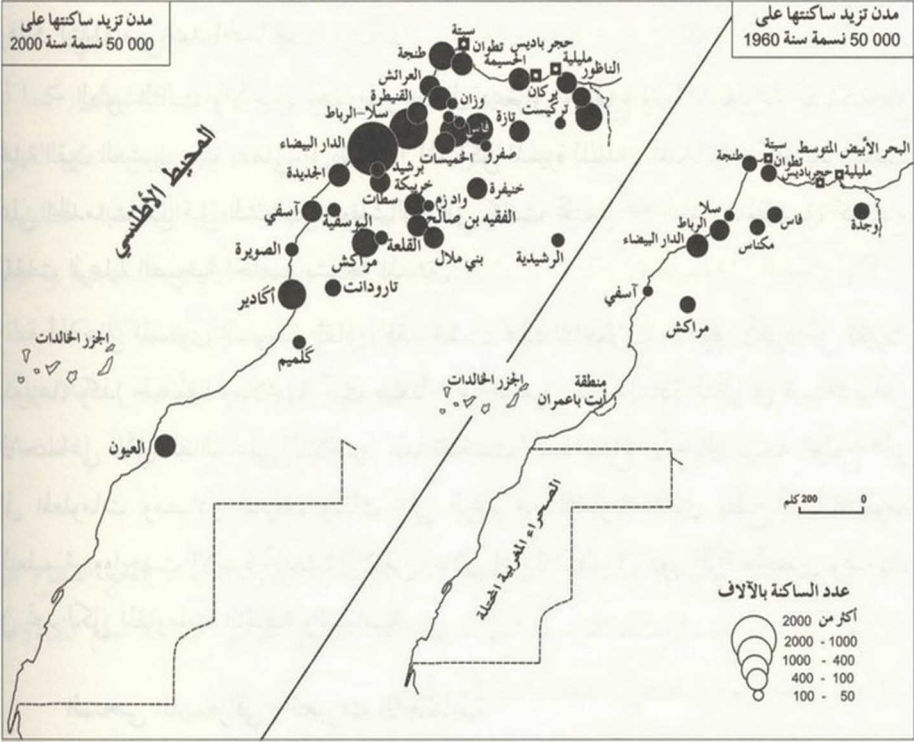 مدن تزيد ساكنتها على
50 000 نسمة سنة 1960
مدن تزيد ساكنتها على
50 000 نسمة سنة 2000
سبتة
حجر باديس
طنجة
تطوان
الحسيمة
مليلية
الناظور
العرائش
بركان
القنيطرة
وزان
تركيست
سلا–الرباط
فاس
تازة
صفرو
الدار البيضاء
الخميسات
برشيد
الجديدة
خريبكة
خنيفرة
سطات
واد زم
آسفي
اليوسفية
الفقيه بن صالح
الصويرة
مراكش
القلعة
بني ملال
الرشيدية
أگادير
تارودانت
گلميم
العيون
المحيط الأطلسي
الجزر الخالدات
البحر الأبيض المتوسط
طنجة
سبتة
تطوان
حجر باديس
مليلية
سلا
فاس
وجدة
الرباط
مكناس
الدار البيضاء
آسفي
مراكش
الجزر الخالدات
منطقة
أيت باعمران
الصحراء المغربية المحتلة
200 كلم
0
عدد الساكنة بالآلاف
أكثر من 2000
1000 - 2000
400 - 1000
100 - 400
50 - 100